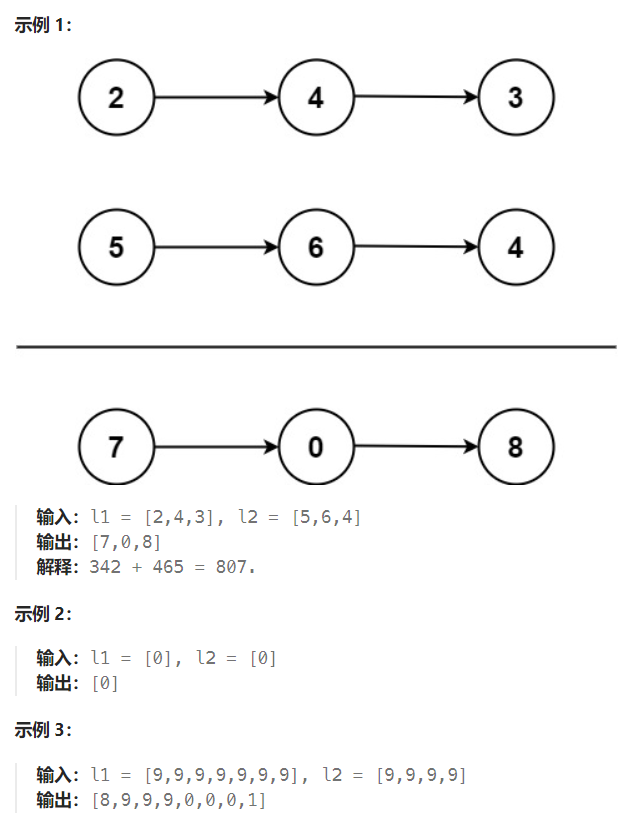 示例 1：
2 4 3
5 6 4
7 0 8
输入：l1 = [2,4,3], l2 = [5,6,4]
输出：[7,0,8]
解释：342 + 465 = 807.
示例 2：
输入：l1 = [0], l2 = [0]
输出：[0]
示例 3：
输入：l1 = [9,9,9,9,9,9,9], l2 = [9,9,9,9]
输出：[8,9,9,9,0,0,0,1]